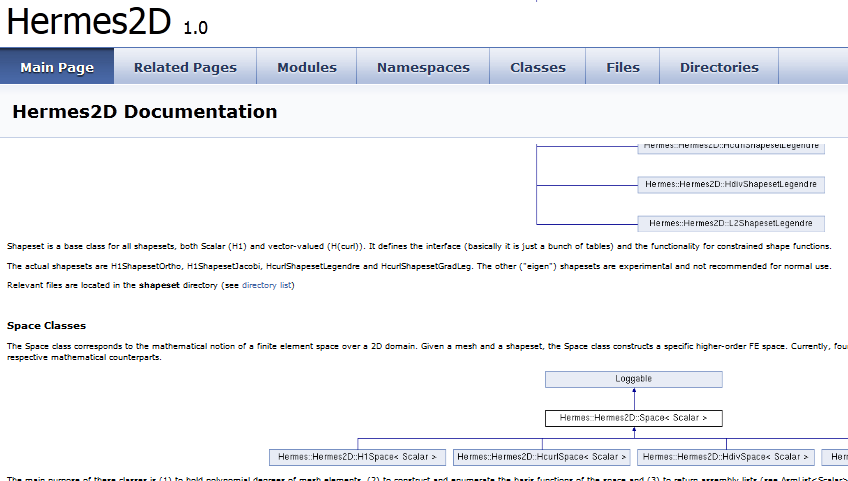 Hermes2D 1.0
Main Page Related Pages Modules Namespaces Classes Files Directories
Hermes2D Documentation
Hermes::Hermes2D::HcurlShapesetLegendre
Hermes::Hermes2D::HdivShapesetLegendre
Hermes::Hermes2D::L2ShapesetLegendre
Shapeset is a base class for all shapesets, both Scalar (H1) and vector-valued (H(curl)). It defines the interface (basically it is just a bunch of tables) and the functionality for constrained shape functions.
The actual shapesets are H1ShapesetOrtho, H1ShapesetJacobi, HcurlShapesetLegendre and HcurlShapesetGradLeg. The other ("eigen") shapesets are experimental and not recommended for normal use.
Relevant files are located in the shapeset directory (see directory list)
Space Classes
The Space class corresponds to the mathematical notion of a finite element space over a 2D domain. Given a mesh and a shapeset, the Space class constructs a specific higher-order FE space. Currently, fou
respective mathematical counterparts.
Loggable
Hermes::Hermes2D::Space< Scalar >
Hermes::Hermes2D::H1Space< Scalar > Hermes::Hermes2D::HcurlSpace< Scalar > Hermes::Hermes2D::HdivSpace< Scalar > Herm
The main purpose of these classes is (1) to hold polynomial degrees of mesh elements, (2) to construct and enumerate the basis functions of the space and (3) to return assembly lists (see AsmList<Scalar>